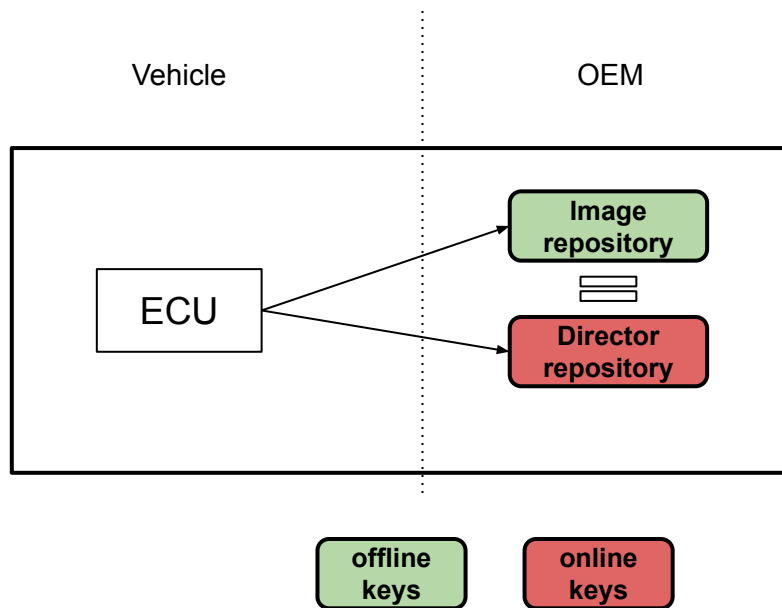 Vehicle
OEM
Image
repository
ECU
Director
repository
offline
keys
online
keys